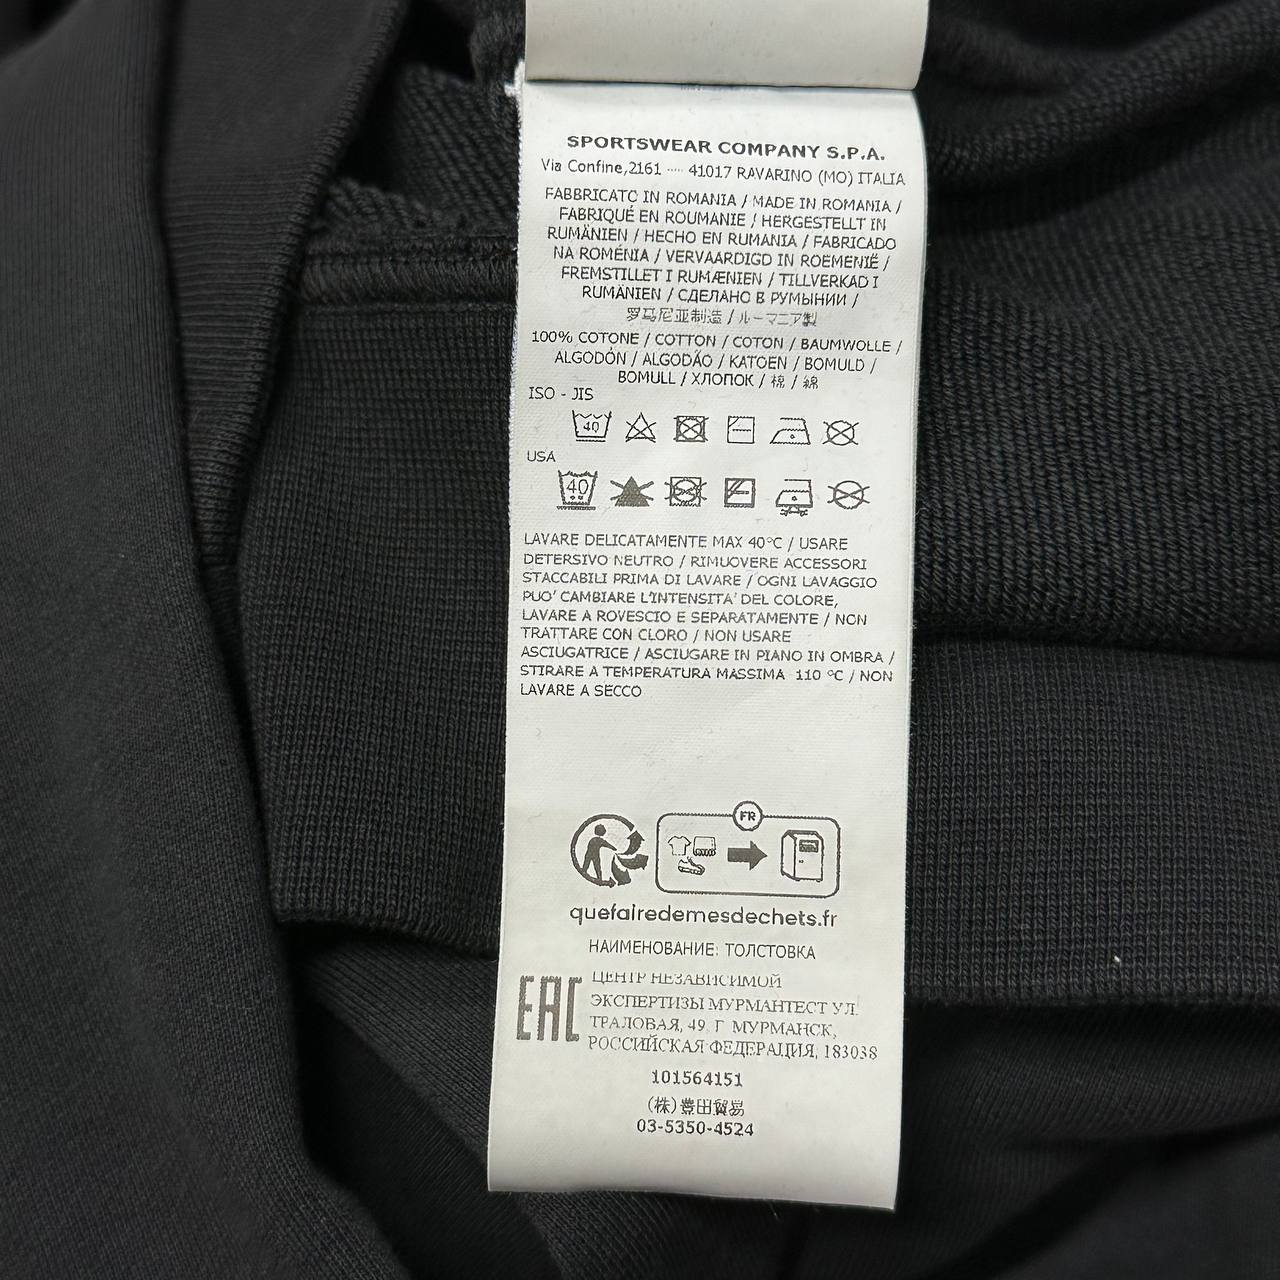 SPORTSWEAR COMPANY S.P.A.
Via Confine,2161 ····· 41017 RAVARINO (MO) ITALIA
FABBRICATO IN ROMANIA / MADE IN ROMANIA /
FABRIQUÉ EN ROUMANIE / HERGESTELLT IN
RUMÄNIEN / HECHO EN RUMANIA / FABRICADO
NA ROMÉNIA / VERVAARDIGD IN ROEMENIË /
FREMSTILLET I RUMÆNIEN / TILLVERKAD I
RUMÄNIEN / СДЕЛАНО В РУМЫНИИ /
罗马尼亚制造 / ルーマニア製
100% COTONE / COTTON / COTON / BAUMWOLLE /
ALGODÓN / ALGODÃO / KATOEN / BOMULD /
BOMULL / ХЛОПОК / 棉 / 綿
ISO - JIS
40
USA
40
LAVARE DELICATAMENTE MAX 40°C / USARE
DETERSIVO NEUTRO / RIMUOVERE ACCESSORI
STACCABILI PRIMA DI LAVARE / OGNI LAVAGGIO
PUO' CAMBIARE L'INTENSITA' DEL COLORE,
LAVARE A ROVESCIO E SEPARATAMENTE / NON
TRATTARE CON CLORO / NON USARE
ASCIUGATRICE / ASCIUGARE IN PIANO IN OMBRA /
STIRARE A TEMPERATURA MASSIMA 110 °C / NON
LAVARE A SECCO
FR
quefairedemesdechets.fr
НАИМЕНОВАНИЕ: ТОЛСТОВКА
EAC
ЦЕНТР НЕЗАВИСИМОЙ
ЭКСПЕРТИЗЫ МУРМАНТЕСТ УЛ.
ТРАЛОВАЯ, 49, Г. МУРМАНСК,
РОССИЙСКАЯ ФЕДЕРАЦИЯ, 183038
101564151
(株)豊田貿易
03-5350-4524